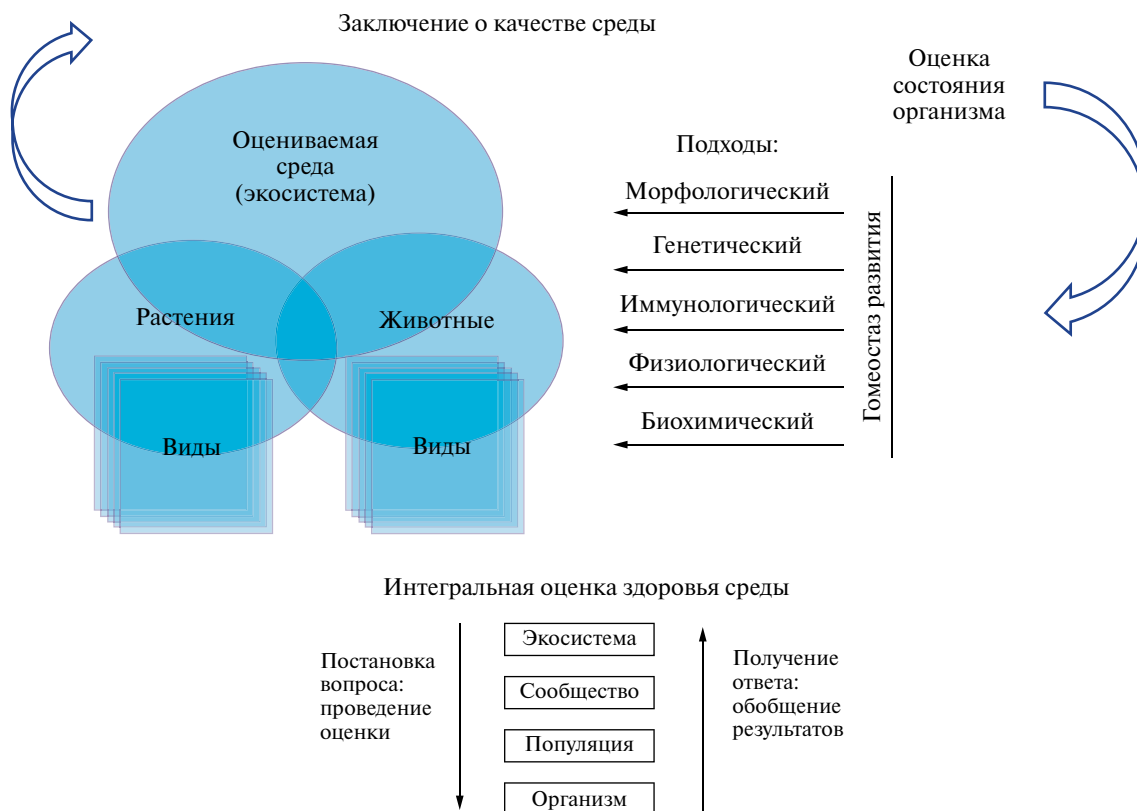 Заключение о качестве среды
Оценка
состояния
организма
Оцениваемая
среда
(экосистема)
Подходы:
Морфологический
Генетический
Иммунологический
Физиологический
Биохимический
Гомеостаз развития
Растения
Животные
Виды
Виды
Интегральная оценка здоровья среды
Постановка
вопроса:
проведение
оценки
Экосистема
Сообщество
Популяция
Организм
Получение
ответа:
обобщение
результатов